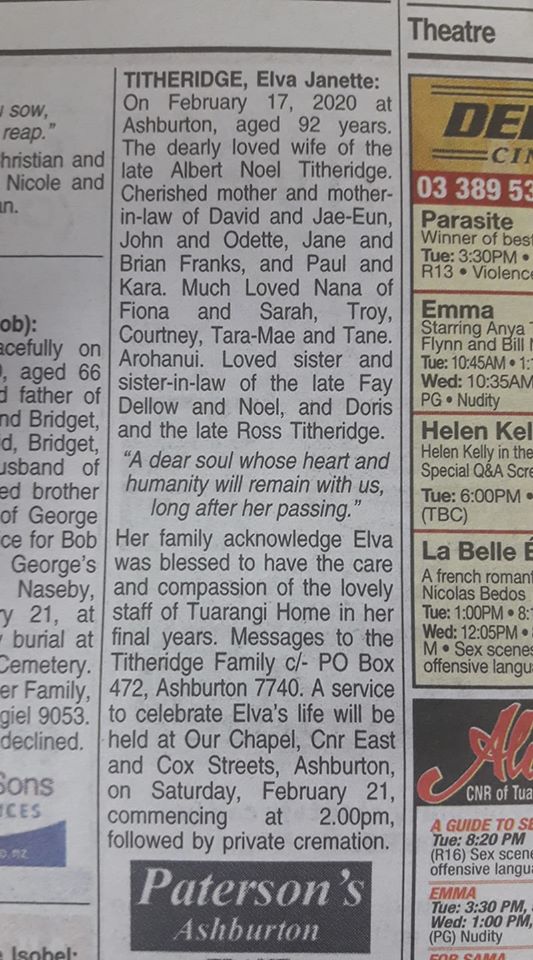 u sow,
reap.”
hristian and
Nicole and
an.
ob):
acefully on
, aged 66
d father of
nd Bridget,
id, Bridget,
usband of
ed brother
of George
ice for Bob
George's
Naseby,
ry 21, at
burial at
Cemetery.
er Family,
giel 9053.
declined.
Sons
ICES
o.nz
Isobel:
TITHERIDGE, Elva Janette:
On February 17, 2020 at
Ashburton, aged 92 years.
The dearly loved wife of the
late Albert Noel Titheridge.
Cherished mother and mother-
in-law of David and Jae-Eun,
John and Odette, Jane and
Brian Franks, and Paul and
Kara. Much Loved Nana of
Fiona and Sarah, Troy,
Courtney, Tara-Mae and Tane.
Arohanui. Loved sister and
sister-in-law of the late Fay
Dellow and Noel, and Doris
and the late Ross Titheridge.
“A dear soul whose heart and
humanity will remain with us,
long after her passing.”
Her family acknowledge Elva
was blessed to have the care
and compassion of the lovely
staff of Tuarangi Home in her
final years. Messages to the
Titheridge Family c/- PO Box
472, Ashburton 7740. A service
to celebrate Elva's life will be
held at Our Chapel, Cnr East
and Cox Streets, Ashburton,
on Saturday, February 21,
commencing at 2.00pm,
followed by private cremation.
Paterson's
Ashburton
Theatre
DE
CIN
03 389 53
Parasite
Winner of best
Tue: 3:30PM •
R13 • Violence
Emma
Starring Anya T
Flynn and Bill N
Tue: 10:45AM • 1:
Wed: 10:35AM
PG • Nudity
Helen Kel
Helen Kelly in the
Special Q&A Scre
Tue: 6:00PM •
(TBC)
La Belle É
A french romant
Nicolas Bedos
Tue: 1:00PM • 8:
Wed: 12:05PM •
M • Sex scenes
offensive langu
Ali
CNR of Tua
A GUIDE TO SE
Tue: 8:20 PM
(R16) Sex scene
offensive langua
EMMA
Tue: 3:30 PM,
Wed: 1:00 PM,
(PG) Nudity
FOR SAMA